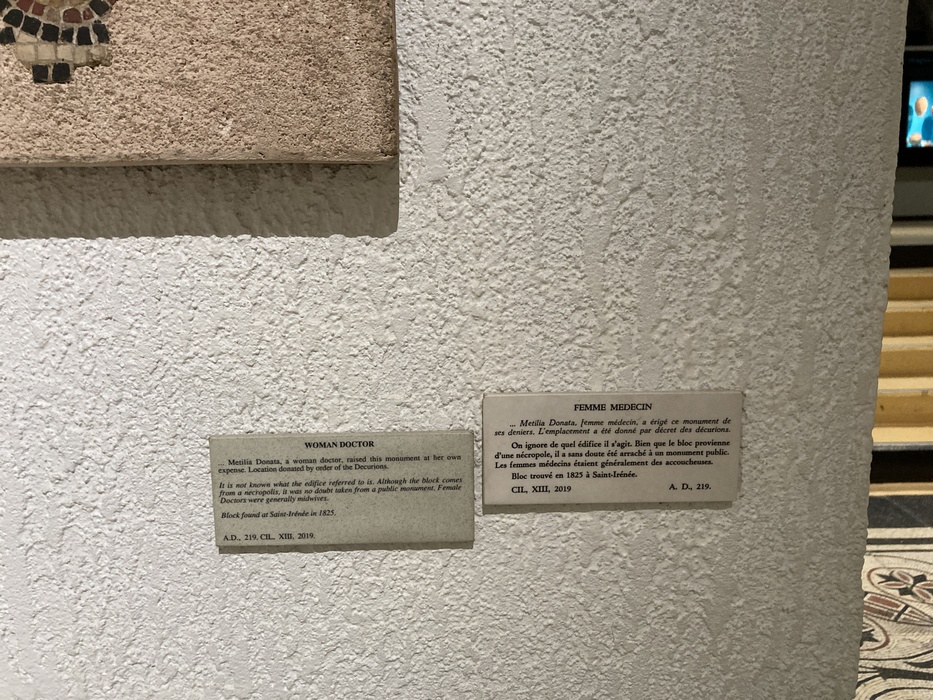 WOMAN DOCTOR
... Metilia Donata, a woman doctor, raised this monument at her own
expense. Location donated by order of the Decurions.
It is not known what the edifice referred to is. Although the block comes
from a necropolis, it was no doubt taken from a public monument. Female
Doctors were generally midwives.
Block found at Saint-Irénée in 1825.
A.D., 219. CIL, XIII, 2019.
FEMME MEDECIN
... Metilia Donata, femme médecin, a érigé ce monument de
ses deniers. L'emplacement a été donné par décret des décurions.
On ignore de quel édifice il s'agit. Bien que le bloc provienne
d'une nécropole, il a sans doute été arraché à un monument public.
Les femmes médecins étaient généralement des accoucheuses.
Bloc trouvé en 1825 à Saint-Irénée.
CIL, XIII, 2019 A. D., 219.